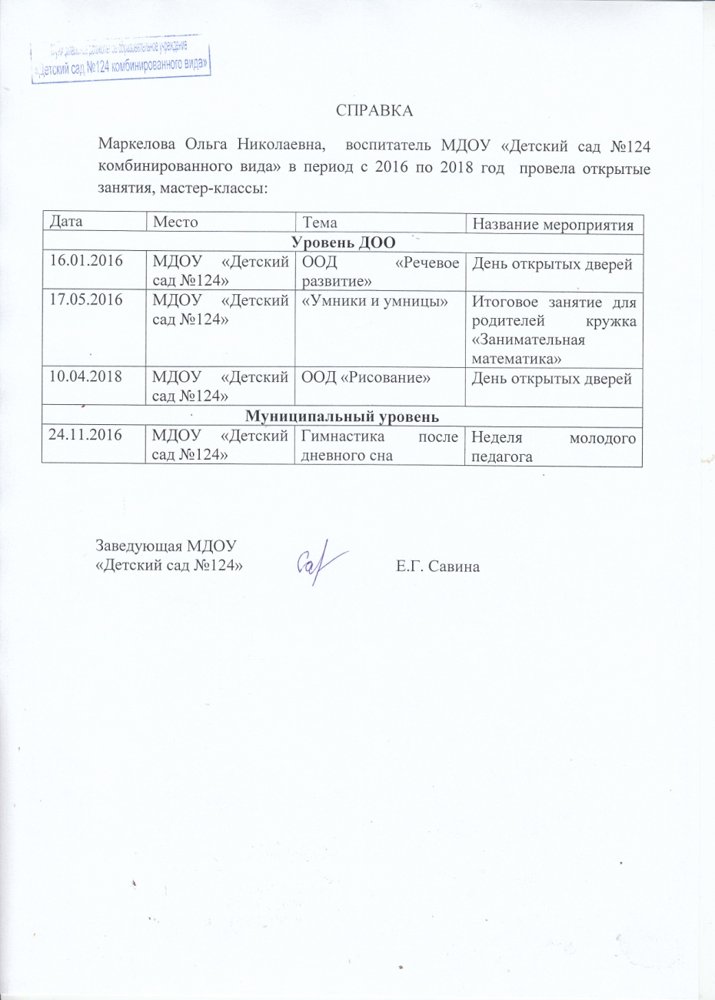 образовательное учреждение
«Детский сад №124 комбинированного вида»
СПРАВКА
Маркелова Ольга Николаевна, воспитатель МДОУ «Детский сад №124
комбинированного вида» в период с 2016 по 2018 год провела открытые
занятия, мастер-классы:
Дата Место Тема Название мероприятия
Уровень ДОО
16.01.2016 МДОУ «Детский ООД «Речевое День открытых дверей
сад №124» развитие»
17.05.2016 МДОУ «Детский «Умники и умницы» Итоговое занятие для
сад №124» родителей кружка
«Занимательная
математика»
10.04.2018 МДОУ «Детский ООД «Рисование» День открытых дверей
сад №124»
Муниципальный уровень
24.11.2016 МДОУ «Детский Гимнастика после Неделя молодого
сад №124» дневного сна педагога
Заведующая МДОУ
«Детский сад №124» Е.Г. Савина